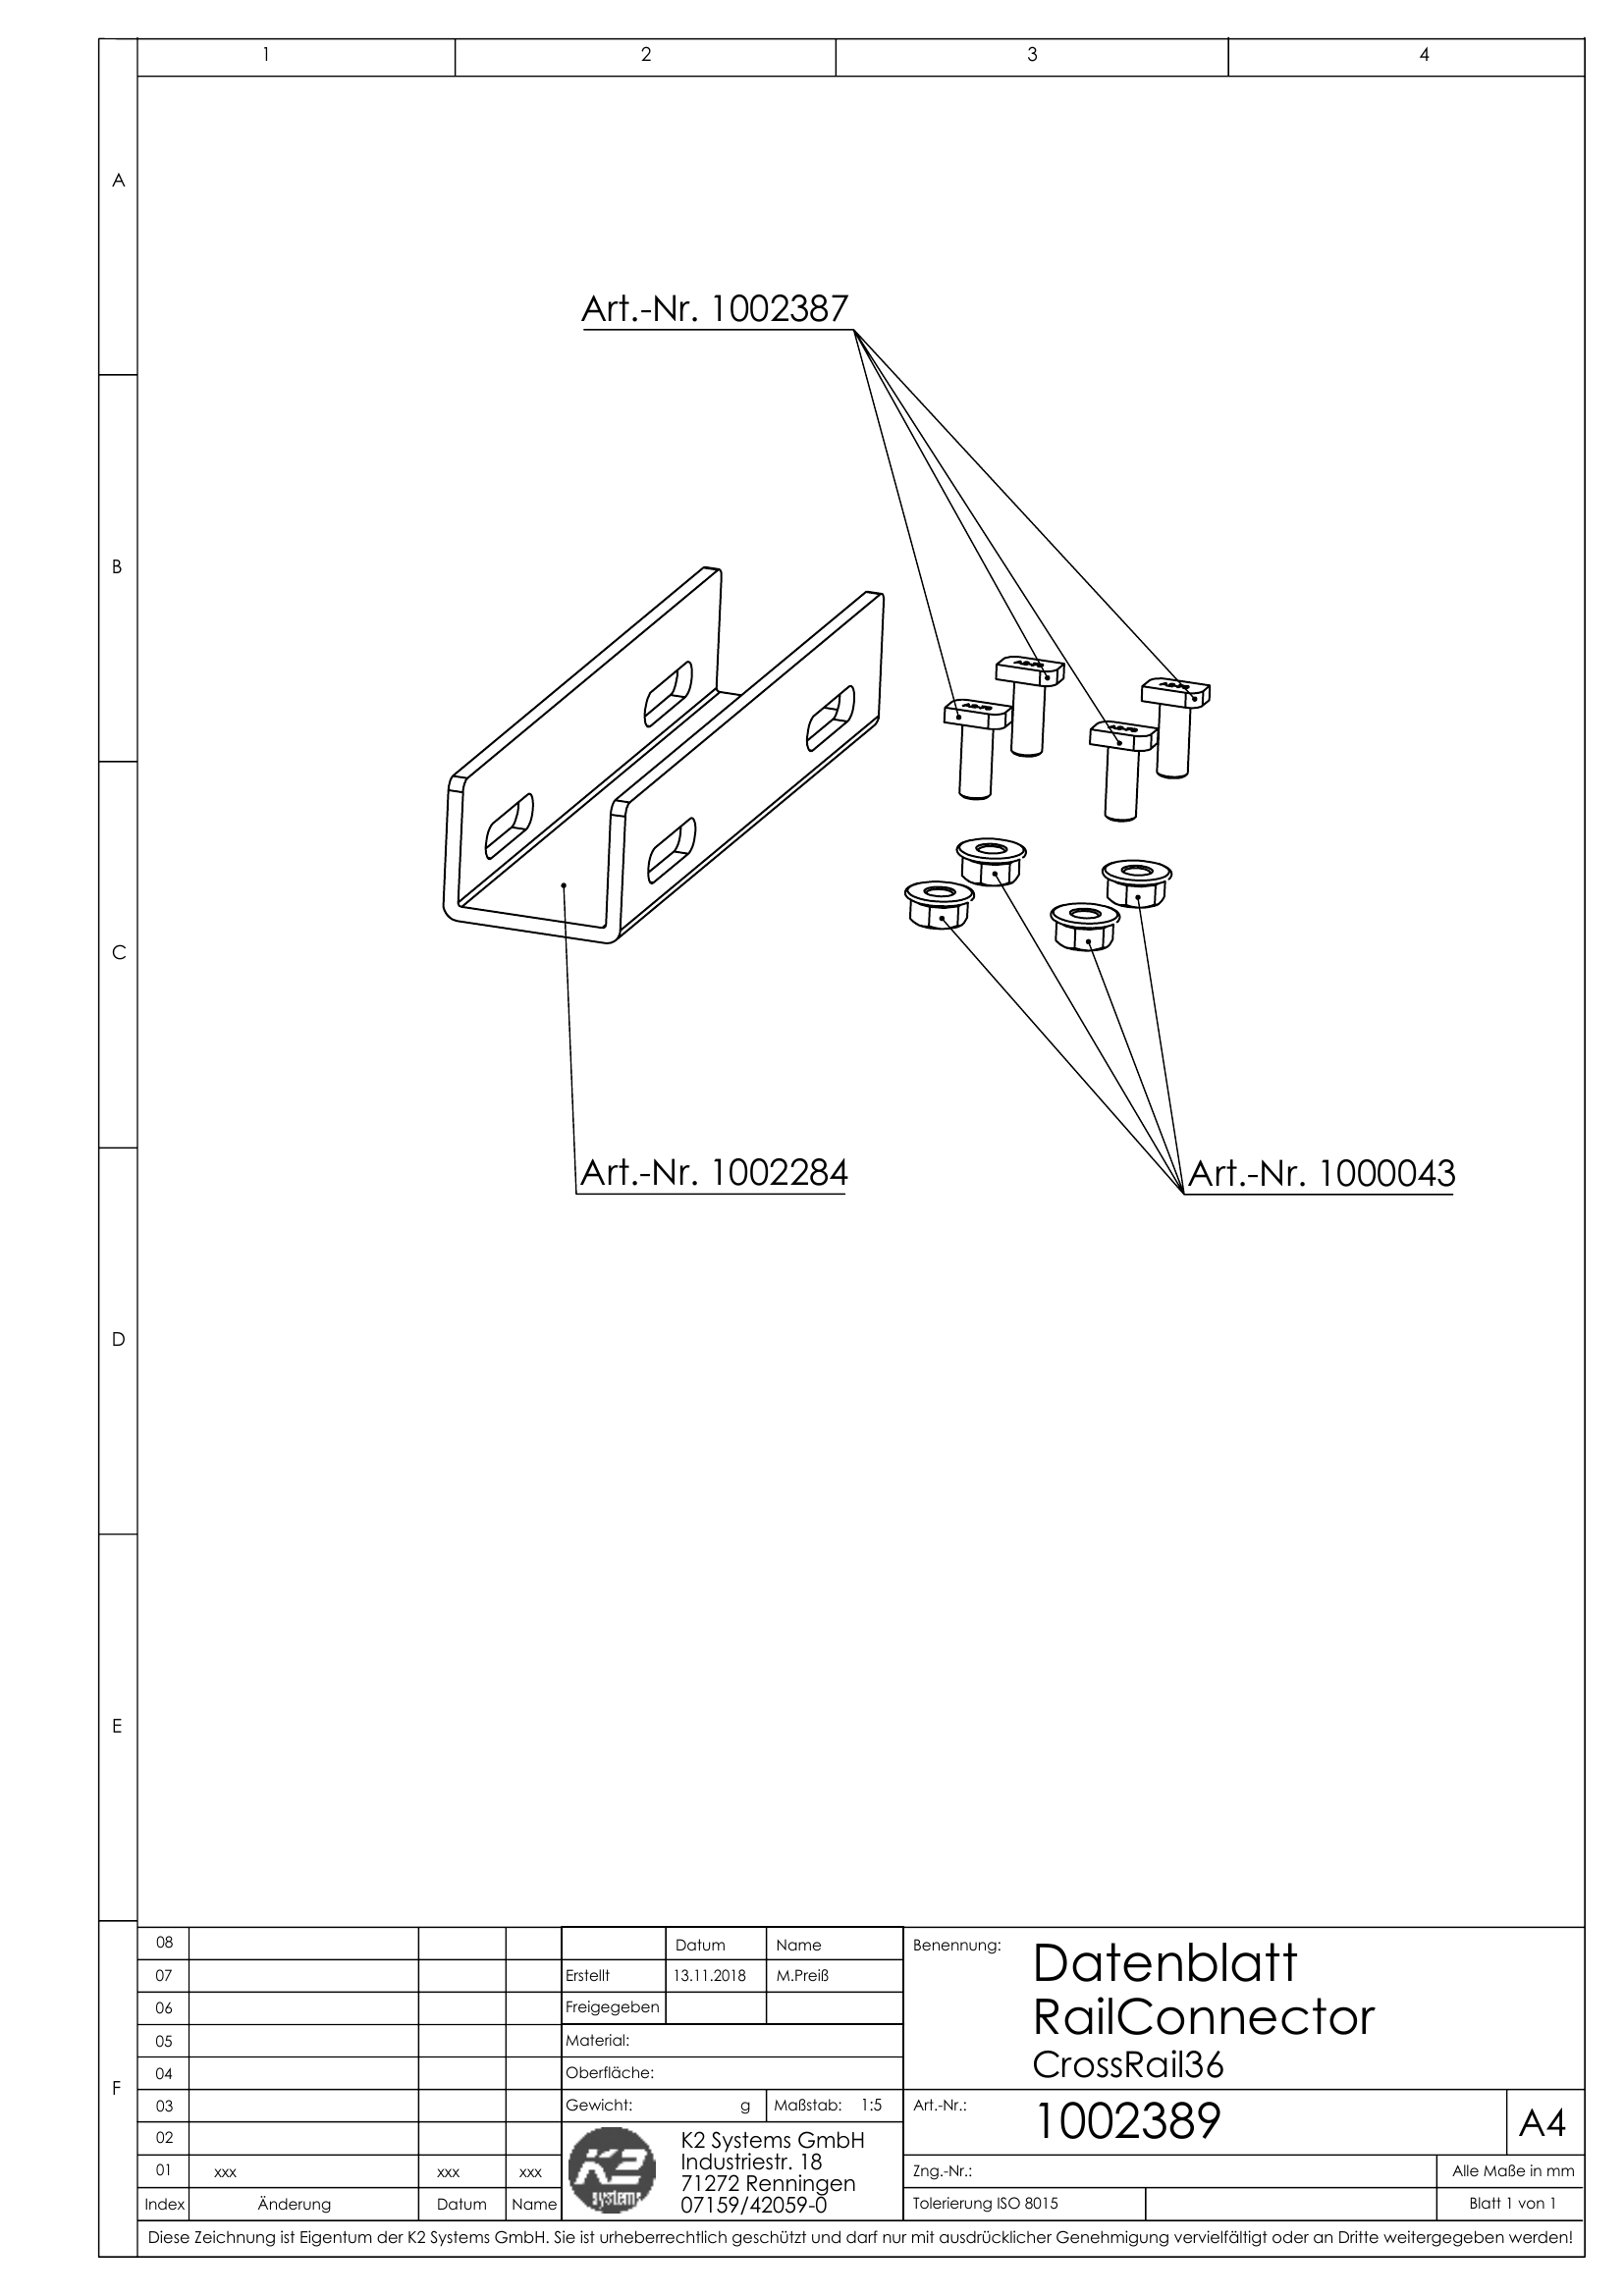 1 2 3 4
A
Art.-Nr. 1002387
B
C
Art.-Nr. 1002284 Art.-Nr. 1000043
D
E
F
08 Datum Name Benennung: Datenblatt
07 Erstellt 13.11.2018 M.Preiß
06 Freigegeben RailConnector
05 Material:
04 Oberfläche: CrossRail36
03 Gewicht: g Maßstab: 1:5 Art.-Nr.: 1002389 A4
02 K2 Systems GmbH
K2 systems Industriestr. 18
01 xxx xxx xxx 71272 Renningen Zng.-Nr.: Alle Maße in mm
Index Änderung Datum Name 07159/42059-0 Tolerierung ISO 8015 Blatt 1 von 1
Diese Zeichnung ist Eigentum der K2 Systems GmbH. Sie ist urheberrechtlich geschützt und darf nur mit ausdrücklicher Genehmigung vervielfältigt oder an Dritte weitergegeben werden!